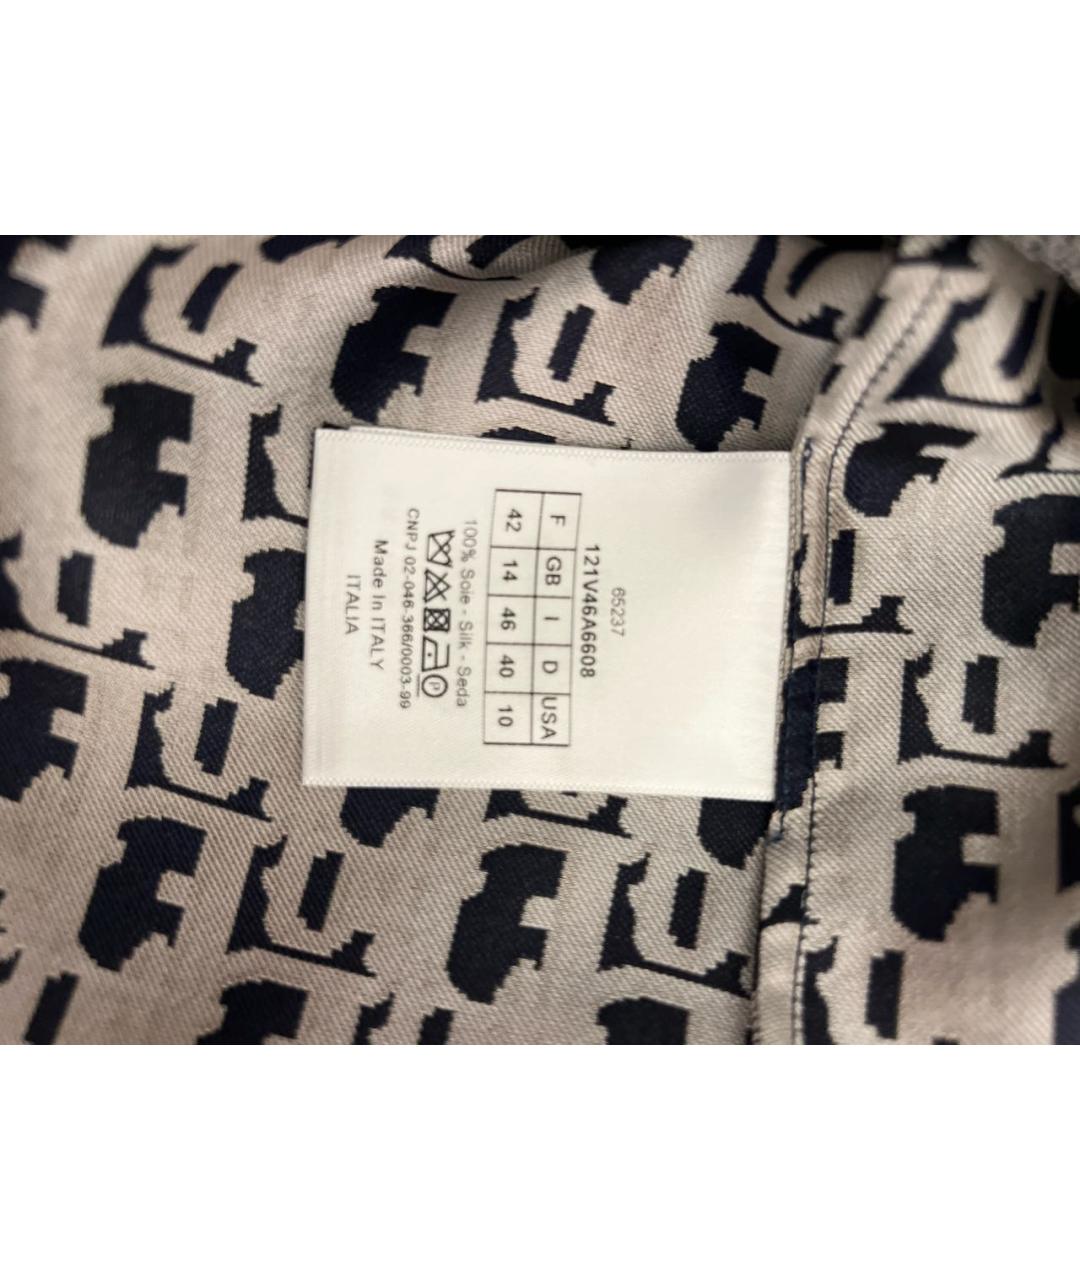 65237
121V46A6608
F GB I D USA
42 14 46 40 10
100% Soie - Silk - Seda
P
CNPJ 02-046-366/0003-99
Made In ITALY
ITALIA